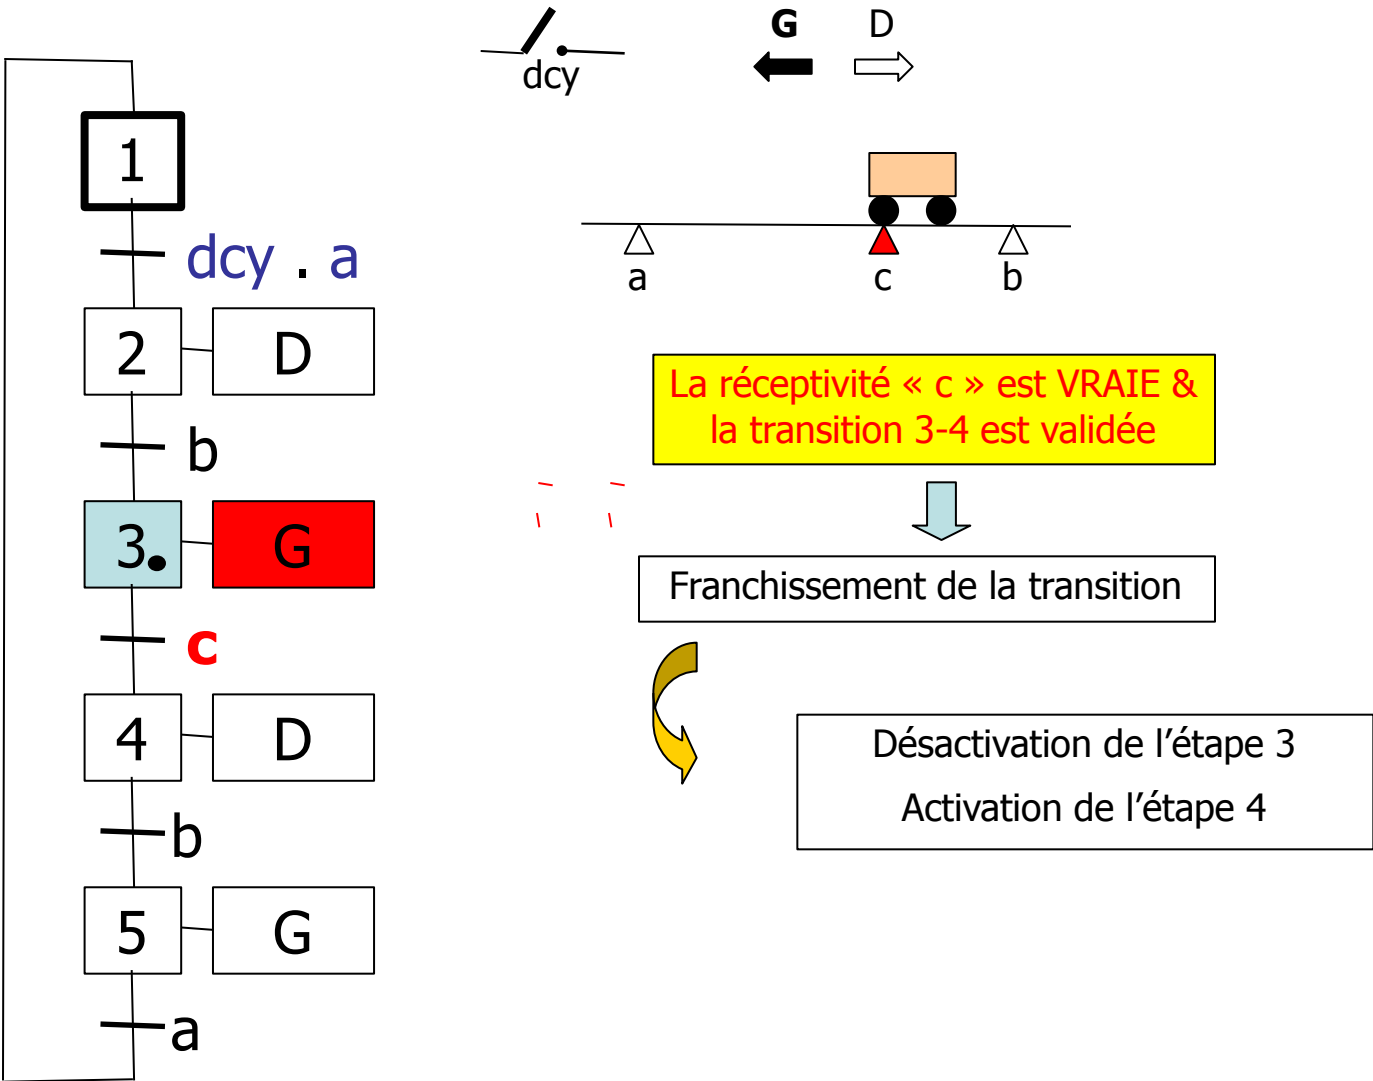 G D
dcy
1
dcy . a
a c b
2 D
La réceptivité « c » est VRAIE &
la transition 3-4 est validée
b
3 G
Franchissement de la transition
c
4 D
Désactivation de l’étape 3
Activation de l’étape 4
b
5 G
a